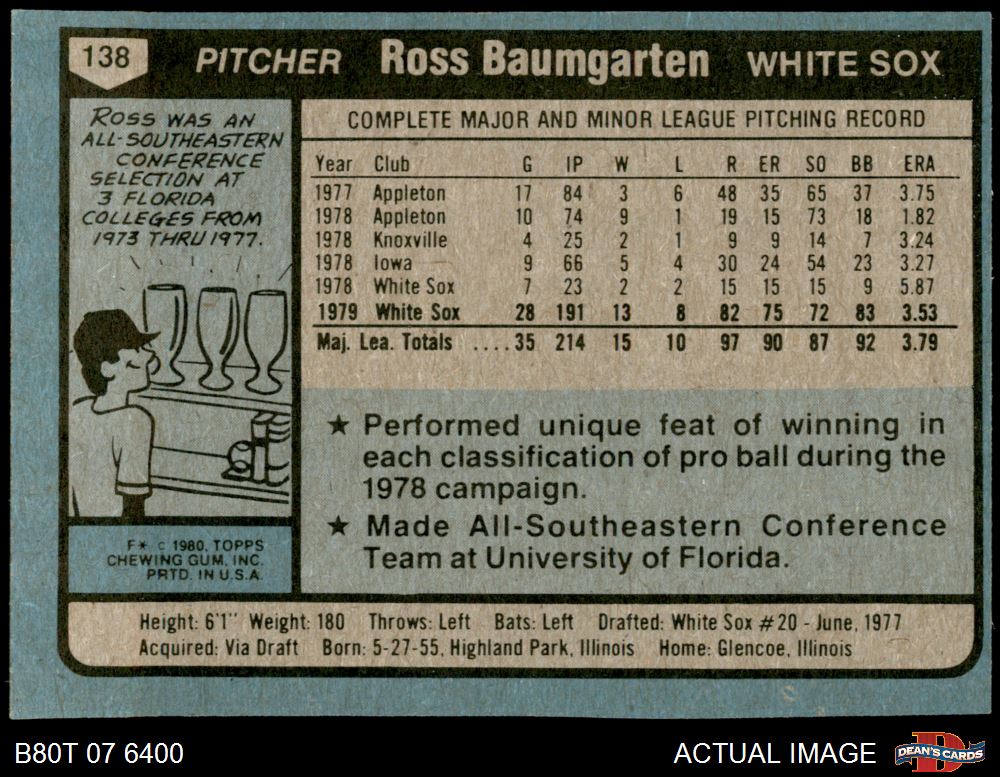 138 PITCHER Ross Baumgarten WHITE SOX
ROSS WAS AN
ALL-SOUTHEASTERN
CONFERENCE
SELECTION AT
3 FLORIDA
COLLEGES FROM
1973 THRU 1977.
COMPLETE MAJOR AND MINOR LEAGUE PITCHING RECORD
Year Club G IP W L R ER SO BB ERA
1977 Appleton 17 84 3 6 48 35 65 37 3.75
1978 Appleton 10 74 9 1 19 15 73 18 1.82
1978 Knoxville 4 25 2 1 9 9 14 7 3.24
1978 Iowa 9 66 5 4 30 24 54 23 3.27
1978 White Sox 7 23 2 2 15 15 15 9 5.87
1979 White Sox 28 191 13 8 82 75 72 83 3.53
Maj. Lea. Totals ....35 214 15 10 97 90 87 92 3.79
★ Performed unique feat of winning in
each classification of pro ball during the
1978 campaign.
★ Made All-Southeastern Conference
Team at University of Florida.
F* © 1980, TOPPS
CHEWING GUM, INC.
PRTD. IN U.S.A.
Height: 6'1" Weight: 180 Throws: Left Bats: Left Drafted: White Sox #20 - June, 1977
Acquired: Via Draft Born: 5-27-55, Highland Park, Illinois Home: Glencoe, Illinois
B80T 07 6400
ACTUAL IMAGE
D
DEAN'S CARDS